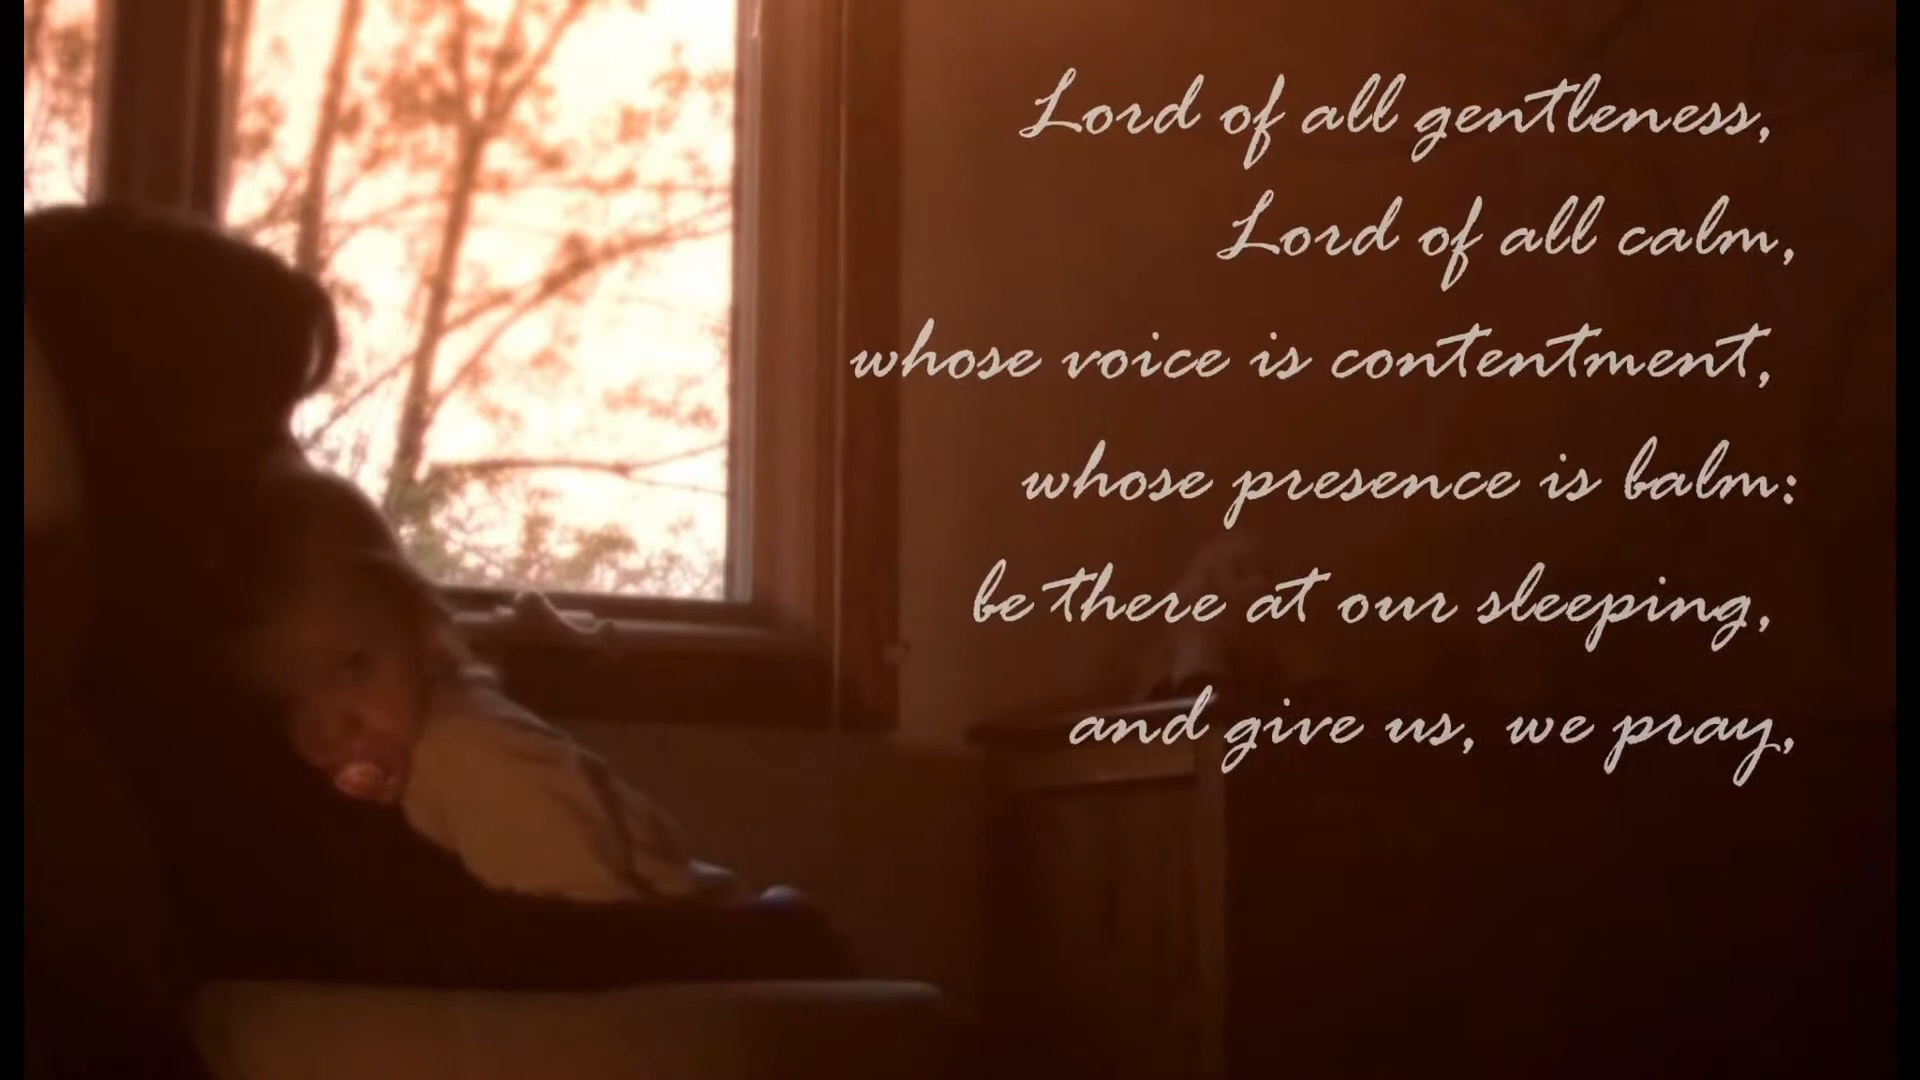 Lord of all gentleness,
Lord of all calm,
whose voice is contentment,
whose presence is balm:
be there at our sleeping,
and give us, we pray,